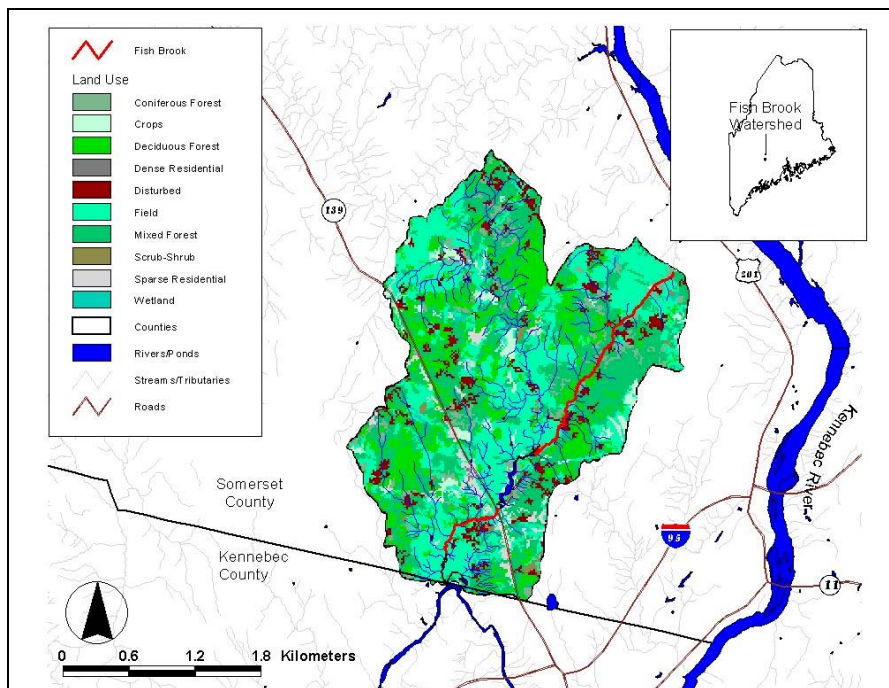 Fish Brook
Land Use
Coniferous Forest
Crops
Deciduous Forest
Dense Residential
Disturbed
Field
Mixed Forest
Scrub-Shrub
Sparse Residential
Wetland
Counties
Rivers/Ponds
Streams/Tributaries
Roads
Fish Brook
Watershed
139
201
Kennebec River
Somerset
County
Kennebec
County
95
11
0 0.6 1.2 1.8 Kilometers